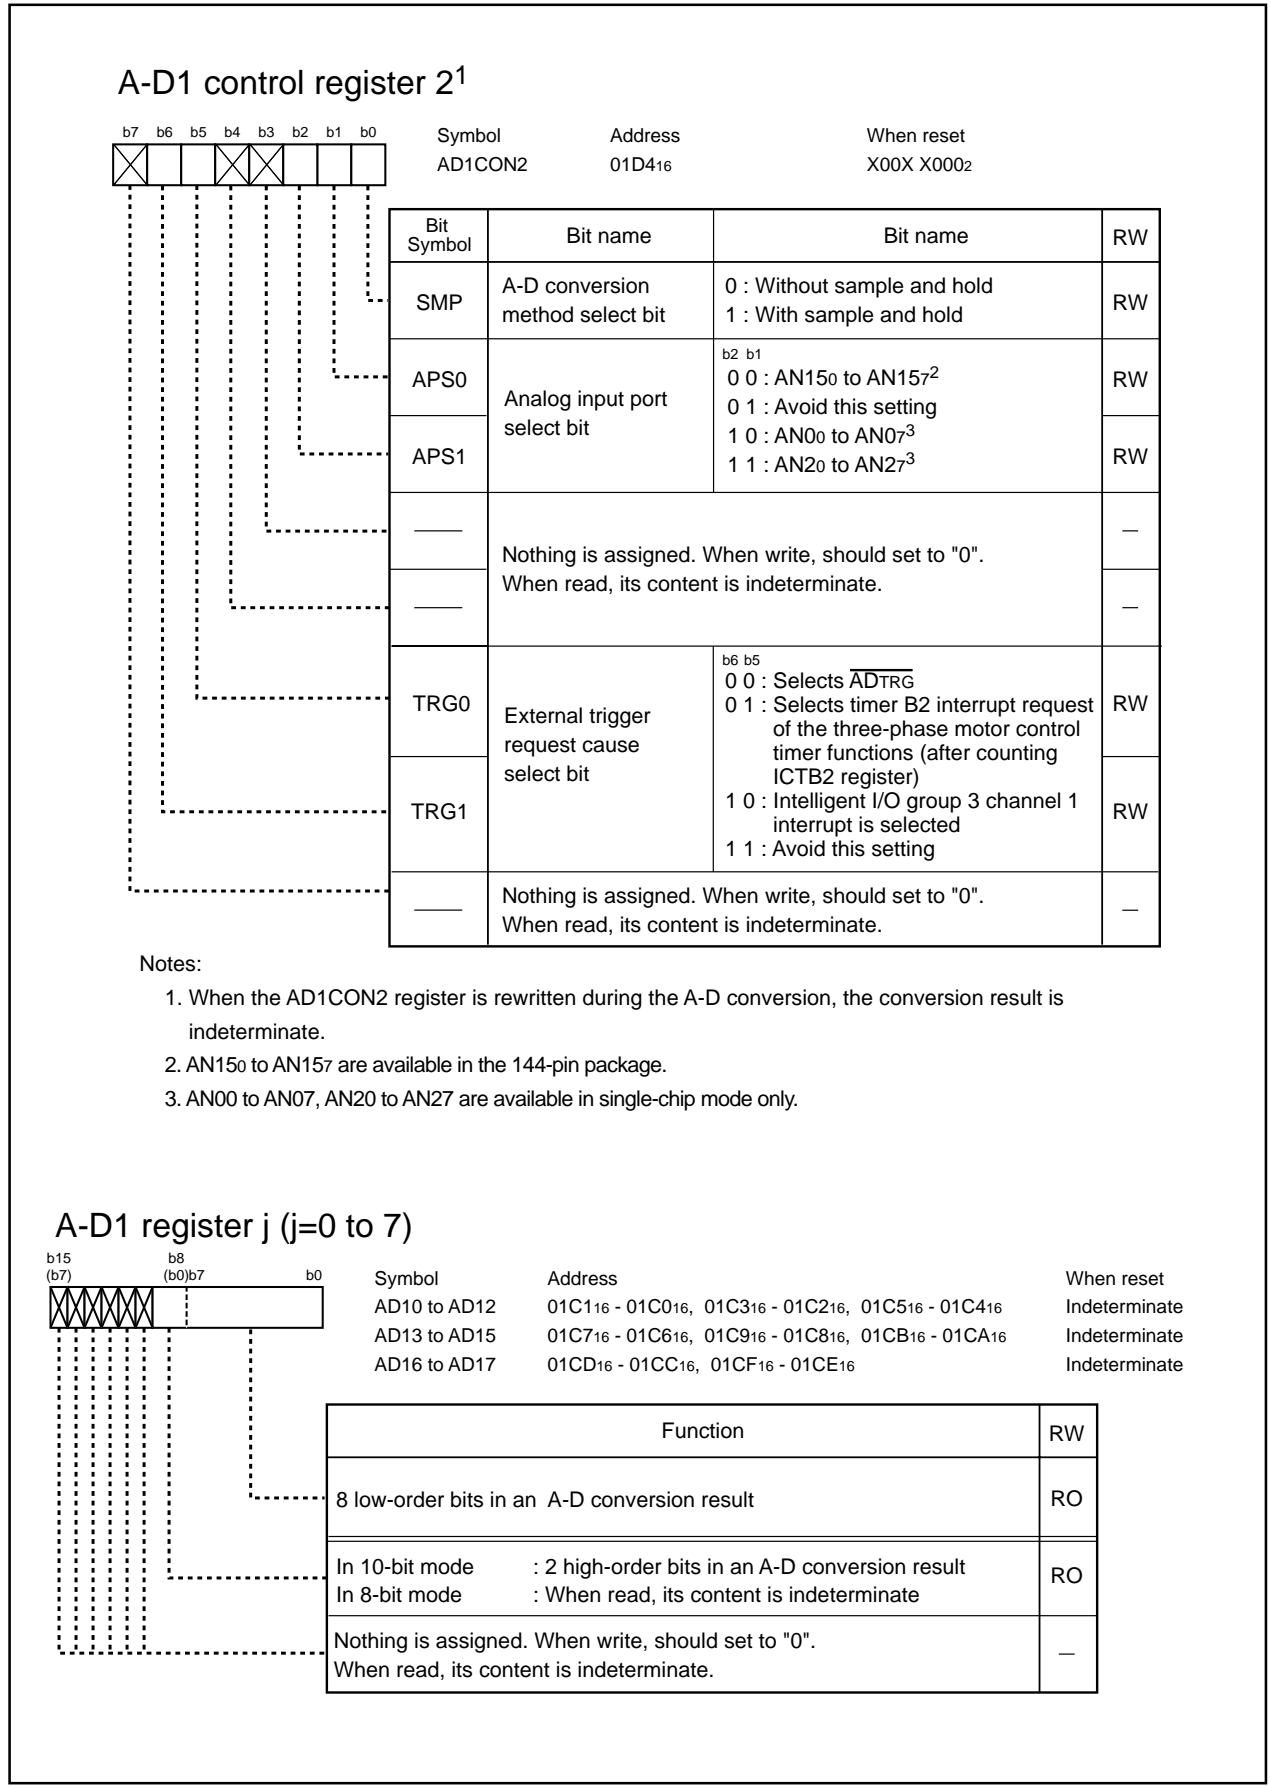 A-D1 control register 2¹
b7 b6 b5 b4 b3 b2 b1 b0
Symbol Address When reset
AD1CON2 01D4₁₆ X00X X000₂
Bit Symbol Bit name Bit name RW
SMP A-D conversion method select bit 0 : Without sample and hold RW
1 : With sample and hold
b2 b1
APS0 Analog input port select bit 0 0 : AN15₀ to AN15₇² RW
0 1 : Avoid this setting
1 0 : AN0₀ to AN0₇³
APS1 1 1 : AN2₀ to AN2₇³ RW
—— Nothing is assigned. When write, should set to "0". —
—— When read, its content is indeterminate. —
b6 b5
0 0 : Selects A̅D̅T̅R̅G̅
TRG0 External trigger request cause select bit 0 1 : Selects timer B2 interrupt request RW
of the three-phase motor control
timer functions (after counting
ICTB2 register)
TRG1 1 0 : Intelligent I/O group 3 channel 1 RW
interrupt is selected
1 1 : Avoid this setting
—— Nothing is assigned. When write, should set to "0". —
When read, its content is indeterminate.
Notes:
1. When the AD1CON2 register is rewritten during the A-D conversion, the conversion result is
indeterminate.
2. AN15₀ to AN15₇ are available in the 144-pin package.
3. AN00 to AN07, AN20 to AN27 are available in single-chip mode only.
A-D1 register j (j=0 to 7)
b15 b8
(b7) (b0)b7 b0
Symbol Address When reset
AD10 to AD12 01C1₁₆ - 01C0₁₆, 01C3₁₆ - 01C2₁₆, 01C5₁₆ - 01C4₁₆ Indeterminate
AD13 to AD15 01C7₁₆ - 01C6₁₆, 01C9₁₆ - 01C8₁₆, 01CB₁₆ - 01CA₁₆ Indeterminate
AD16 to AD17 01CD₁₆ - 01CC₁₆, 01CF₁₆ - 01CE₁₆ Indeterminate
Function RW
8 low-order bits in an A-D conversion result RO
In 10-bit mode : 2 high-order bits in an A-D conversion result RO
In 8-bit mode : When read, its content is indeterminate
Nothing is assigned. When write, should set to "0". —
When read, its content is indeterminate.